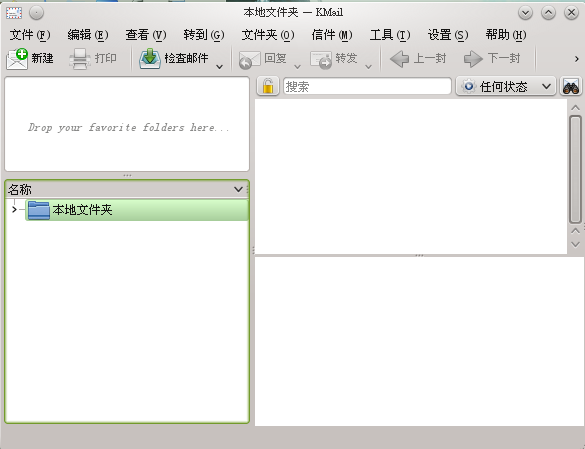 本地文件夹 — KMail
文件(F) 编辑(E) 查看(V) 转到(G) 文件夹(O) 信件(M) 工具(T) 设置(S) 帮助(H)
新建 打印 检查邮件 回复 转发 上一封 下一封
搜索 任何状态
Drop your favorite folders here...
名称
本地文件夹